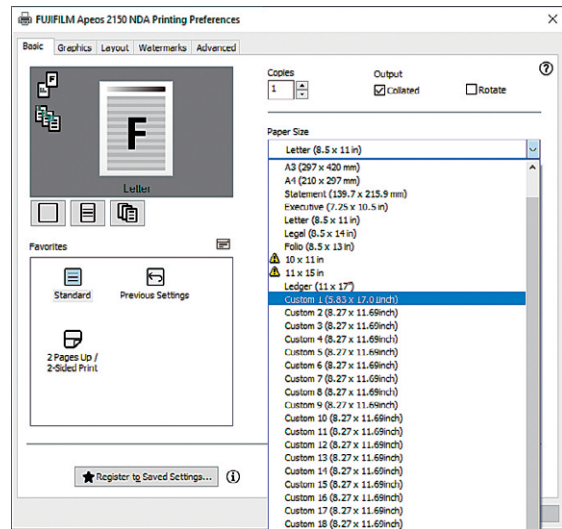 FUJIFILM Apeos 2150 NDA Printing Preferences
Basic
Graphics
Layout
Watermarks
Advanced
F
F
Letter
Copies
1
Output
Collated
Rotate
Paper Size
Letter (8.5 x 11 in)
A3 (297 x 420 mm)
A4 (210 x 297 mm)
Statement (139.7 x 215.9 mm)
Executive (7.25 x 10.5 in)
Letter (8.5 x 11 in)
Legal (8.5 x 14 in)
Folio (8.5 x 13 in)
10 x 11 in
11 x 15 in
Ledger (11 x 17")
Custom 1 (5.83 x 17.01inch)
Custom 2 (8.27 x 11.69inch)
Custom 3 (8.27 x 11.69inch)
Custom 4 (8.27 x 11.69inch)
Custom 5 (8.27 x 11.69inch)
Custom 6 (8.27 x 11.69inch)
Custom 7 (8.27 x 11.69inch)
Custom 8 (8.27 x 11.69inch)
Custom 9 (8.27 x 11.69inch)
Custom 10 (8.27 x 11.69inch)
Custom 11 (8.27 x 11.69inch)
Custom 12 (8.27 x 11.69inch)
Custom 13 (8.27 x 11.69inch)
Custom 14 (8.27 x 11.69inch)
Custom 15 (8.27 x 11.69inch)
Custom 16 (8.27 x 11.69inch)
Custom 17 (8.27 x 11.69inch)
Custom 18 (8.27 x 11.69inch)
Favorites
Standard
Previous Settings
2 Pages Up /
2-Sided Print
Register to Saved Settings...